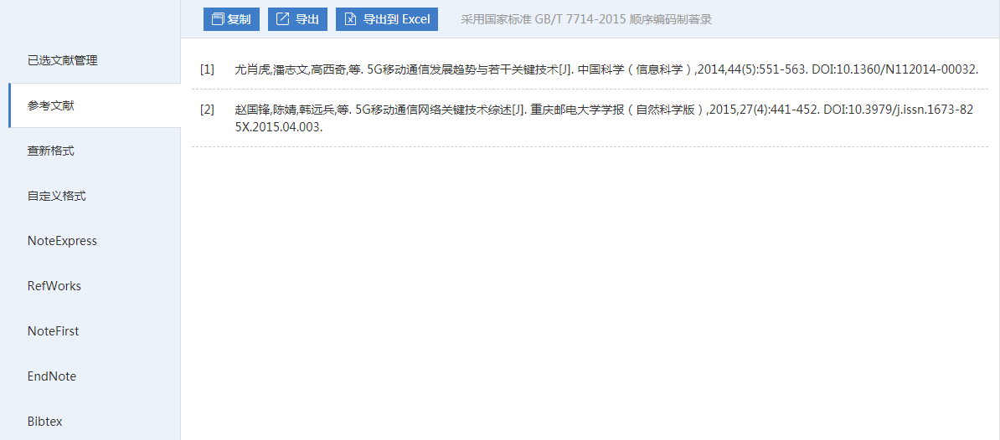 复制
导出
导出到 Excel
采用国家标准 GB/T 7714-2015 顺序编码制著录
已选文献管理
参考文献
查新格式
自定义格式
NoteExpress
RefWorks
NoteFirst
EndNote
Bibtex
[1] 尤肖虎,潘志文,高西奇,等. 5G移动通信发展趋势与若干关键技术[J]. 中国科学（信息科学）,2014,44(5):551-563. DOI:10.1360/N112014-00032.
[2] 赵国锋,陈婧,韩远兵,等. 5G移动通信网络关键技术综述[J]. 重庆邮电大学学报（自然科学版）,2015,27(4):441-452. DOI:10.3979/j.issn.1673-82
5X.2015.04.003.